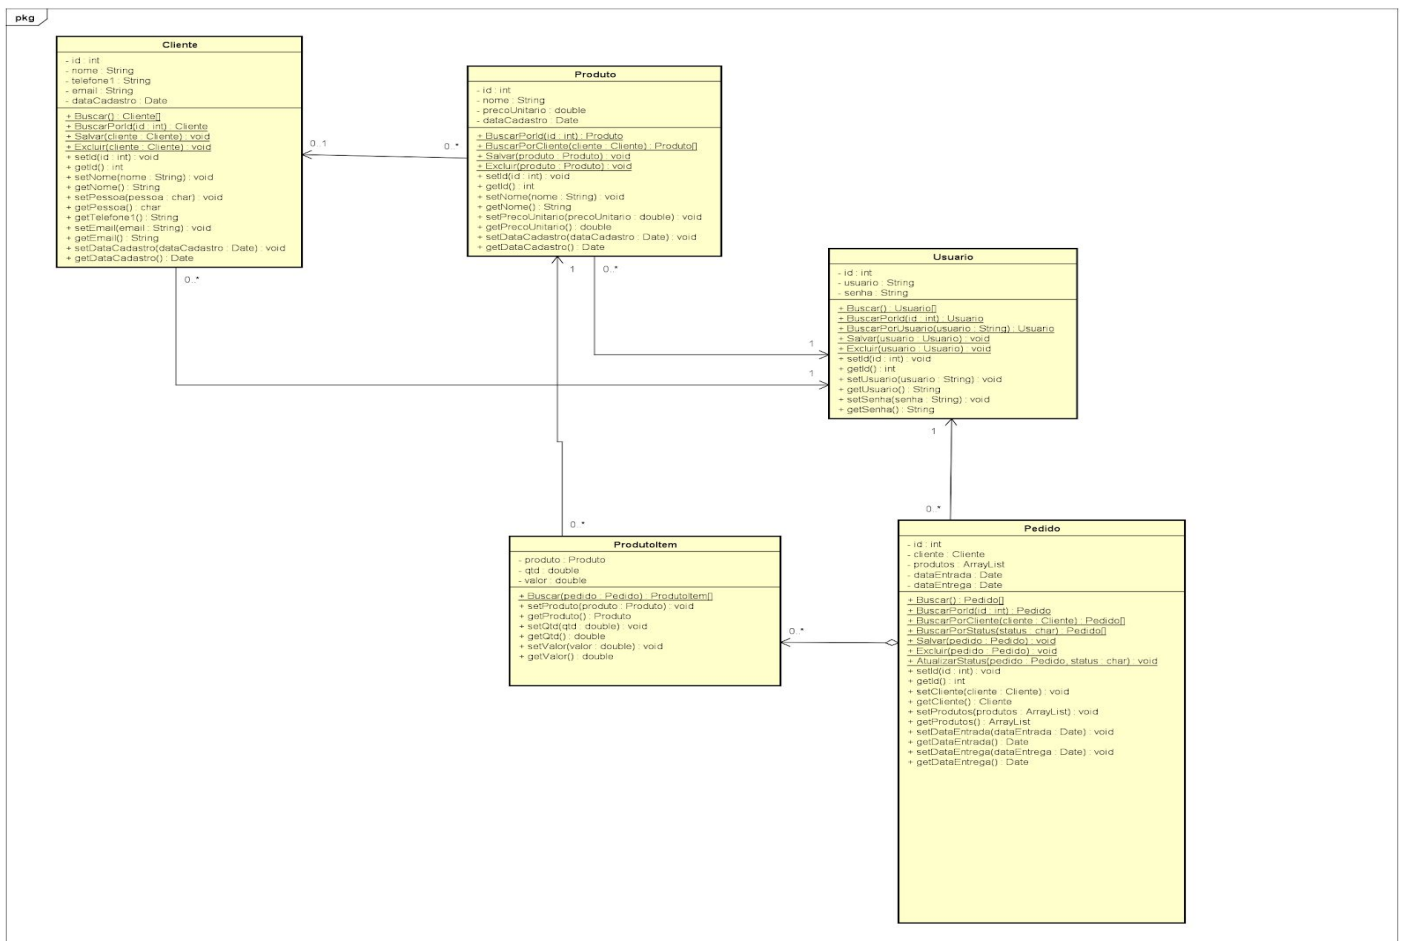 pkg
Cliente
- id : int
- nome : String
- telefone1 : String
- email : String
- dataCadastro : Date
+ Buscar() : Cliente[]
+ BuscarPorId(id : int) : Cliente
+ Salvar(cliente : Cliente) : void
+ Excluir(cliente : Cliente) : void
+ setId(id : int) : void
+ getId() : int
+ setNome(nome : String) : void
+ getNome() : String
+ setPessoa(pessoa : char) : void
+ getPessoa() : char
+ getTelefone1() : String
+ setEmail(email : String) : void
+ getEmail() : String
+ setDataCadastro(dataCadastro : Date) : void
+ getDataCadastro() : Date
0..1
0..*
0..*
Produto
- id : int
- nome : String
- precoUnitario : double
- dataCadastro : Date
+ BuscarPorId(id : int) : Produto
+ BuscarPorCliente(cliente : Cliente) : Produto[]
+ Salvar(produto : Produto) : void
+ Excluir(produto : Produto) : void
+ setId(id : int) : void
+ getId() : int
+ setNome(nome : String) : void
+ getNome() : String
+ setPrecoUnitario(precoUnitario : double) : void
+ getPrecoUnitario() : double
+ setDataCadastro(dataCadastro : Date) : void
+ getDataCadastro() : Date
1
0..*
Usuario
- id : int
- usuario : String
- senha : String
+ Buscar() : Usuario[]
+ BuscarPorId(id : int) : Usuario
+ BuscarPorUsuario(usuario : String) : Usuario
+ Salvar(usuario : Usuario) : void
+ Excluir(usuario : Usuario) : void
+ setId(id : int) : void
+ getId() : int
+ setUsuario(usuario : String) : void
+ getUsuario() : String
+ setSenha(senha : String) : void
+ getSenha() : String
1
1
1
0..*
0..*
ProdutoItem
- produto : Produto
- qtd : double
- valor : double
+ Buscar(pedido : Pedido) : ProdutoItem[]
+ setProduto(produto : Produto) : void
+ getProduto() : Produto
+ setQtd(qtd : double) : void
+ getQtd() : double
+ setValor(valor : double) : void
+ getValor() : double
0..*
Pedido
- id : int
- cliente : Cliente
- produtos : ArrayList
- dataEntrada : Date
- dataEntrega : Date
+ Buscar() : Pedido[]
+ BuscarPorId(id : int) : Pedido
+ BuscarPorCliente(cliente : Cliente) : Pedido[]
+ BuscarPorStatus(status : char) : Pedido[]
+ Salvar(pedido : Pedido) : void
+ Excluir(pedido : Pedido) : void
+ AtualizarStatus(pedido : Pedido, status : char) : void
+ setId(id : int) : void
+ getId() : int
+ setCliente(cliente : Cliente) : void
+ getCliente() : Cliente
+ setProdutos(produtos : ArrayList) : void
+ getProdutos() : ArrayList
+ setDataEntrada(dataEntrada : Date) : void
+ getDataEntrada() : Date
+ setDataEntrega(dataEntrega : Date) : void
+ getDataEntrega() : Date